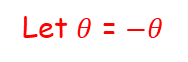 Let 𝜃 = −𝜃